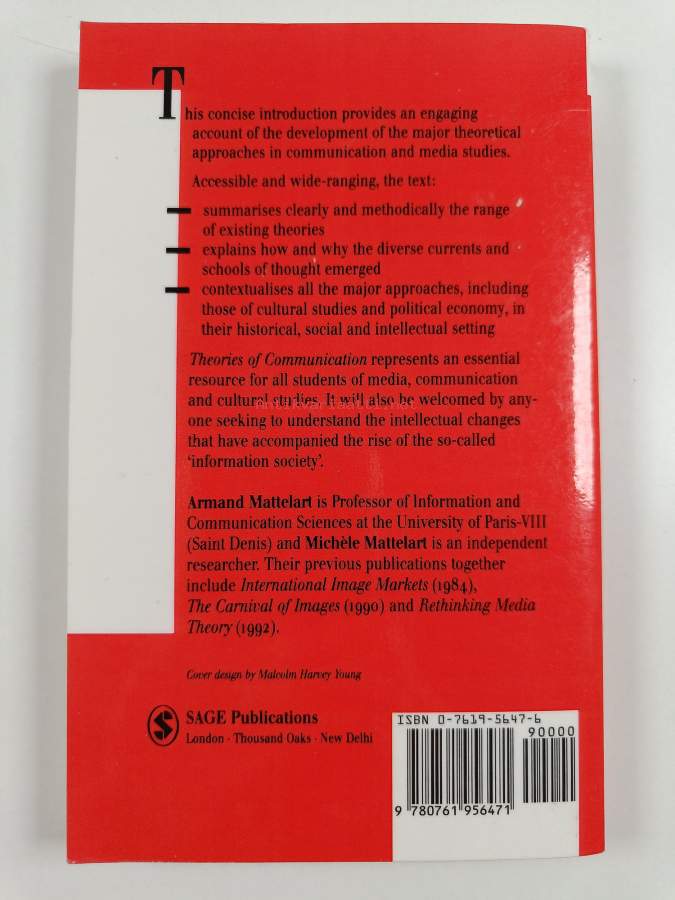 This concise introduction provides an engaging
account of the development of the major theoretical
approaches in communication and media studies.
Accessible and wide-ranging, the text:
summarises clearly and methodically the range
of existing theories
explains how and why the diverse currents and
schools of thought emerged
contextualises all the major approaches, including
those of cultural studies and political economy, in
their historical, social and intellectual setting
Theories of Communication represents an essential
resource for all students of media, communication
and cultural studies. It will also be welcomed by any-
one seeking to understand the intellectual changes
that have accompanied the rise of the so-called
‘information society’.
Armand Mattelart is Professor of Information and
Communication Sciences at the University of Paris-VIII
(Saint Denis) and Michèle Mattelart is an independent
researcher. Their previous publications together
include International Image Markets (1984),
The Carnival of Images (1990) and Rethinking Media
Theory (1992).
Cover design by Malcolm Harvey Young
S
SAGE Publications
London · Thousand Oaks · New Delhi
ISBN 0-7619-5647-6
90000
9 780761 956471